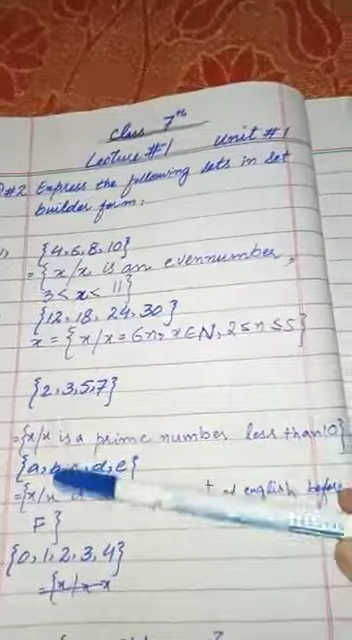 Class 7th
Lecture #1 Unit #1
Q#2 Express the following sets in set
builder form.
{4,6,8,10}
= {x/x is an even number,
3<x<11}
{12,18,24,30}
x = {x/x=6n, x∈N, 2≤n≤5}
{2,3,5,7}
={x/x is a prime number less than 10}
{a,b,c,d,e}
={x/x english before
F}
{0,1,2,3,4}
={x/x